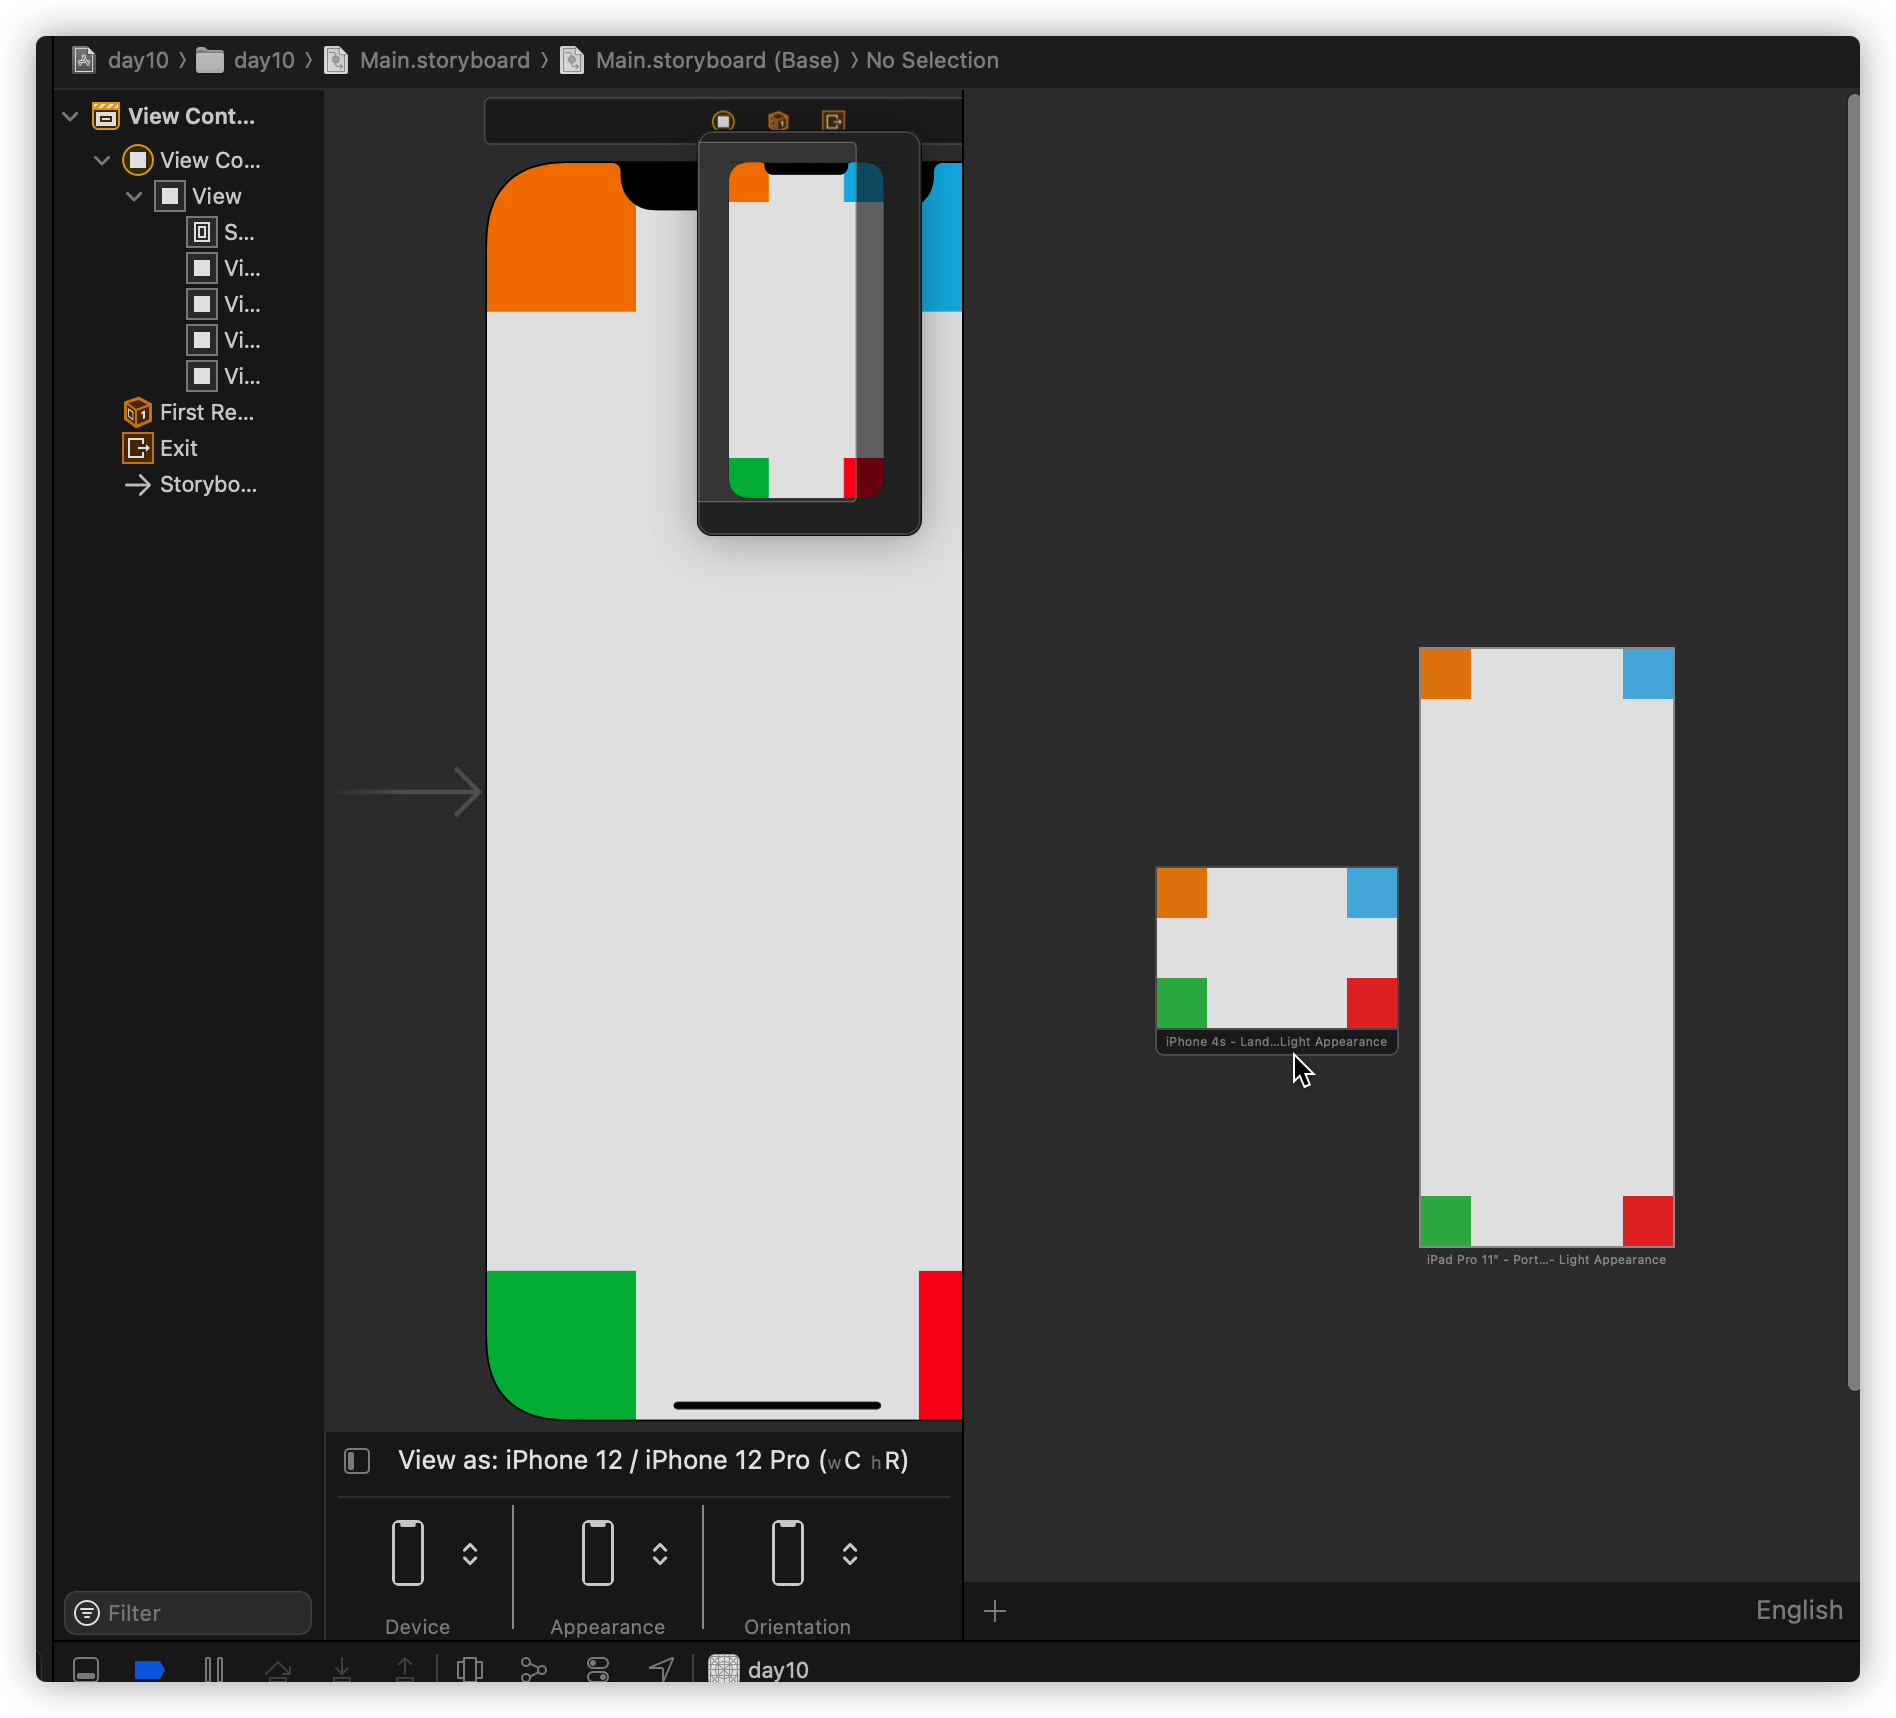 day10 〉 day10 〉 Main.storyboard 〉 Main.storyboard (Base) 〉 No Selection
View Cont...
View Co...
View
S...
Vi...
Vi...
Vi...
Vi...
First Re...
Exit
Storybo...
iPhone 4s - Land...Light Appearance
iPad Pro 11" - Port...- Light Appearance
View as: iPhone 12 / iPhone 12 Pro (wC hR)
Device
Appearance
Orientation
Filter
English
day10